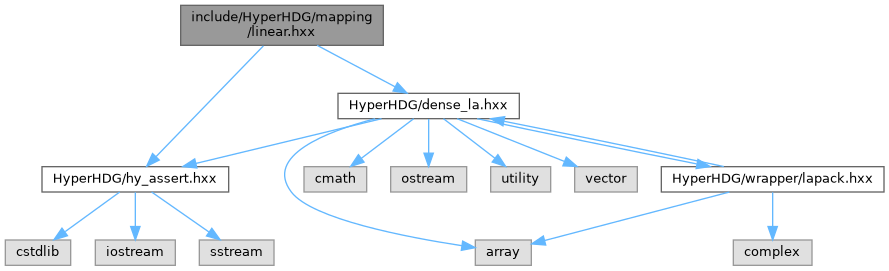 include/HyperHDG/mapping
/linear.hxx
HyperHDG/dense_la.hxx
HyperHDG/hy_assert.hxx
cmath
ostream
utility
vector
HyperHDG/wrapper/lapack.hxx
cstdlib
iostream
sstream
array
complex